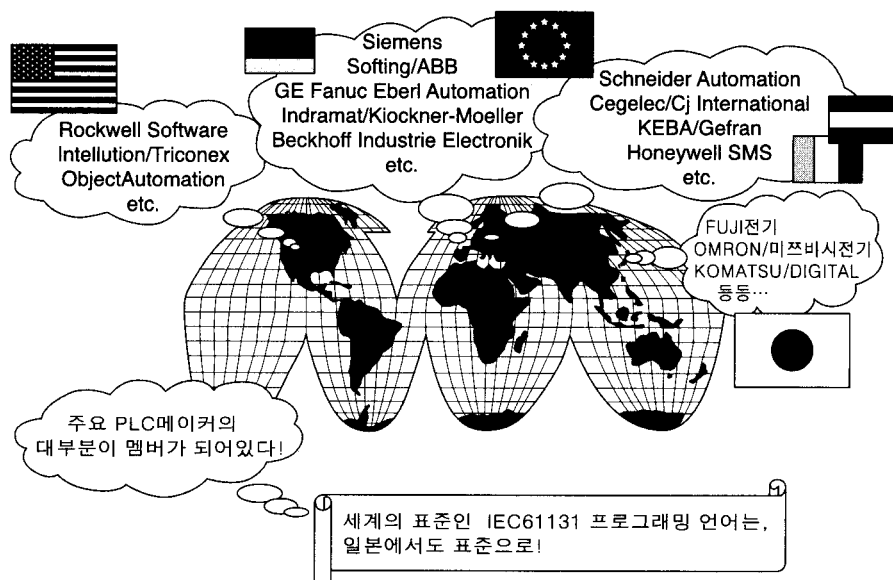 Siemens
Softing/ABB
GE Fanuc Eberl Automation
Indramat/Kiockner-Moeller
Beckhoff Industrie Electronik
etc.
Rockwell Software
Intellution/Triconex
ObjectAutomation
etc.
Schneider Automation
Cegelec/Cj International
KEBA/Gefran
Honeywell SMS
etc.
FUJI전기
OMRON/미쯔비시전기
KOMATSU/DIGITAL
등등…
주요 PLC메이커의
대부분이 멤버가 되어있다!
세계의 표준인 IEC61131 프로그래밍 언어는,
일본에서도 표준으로!